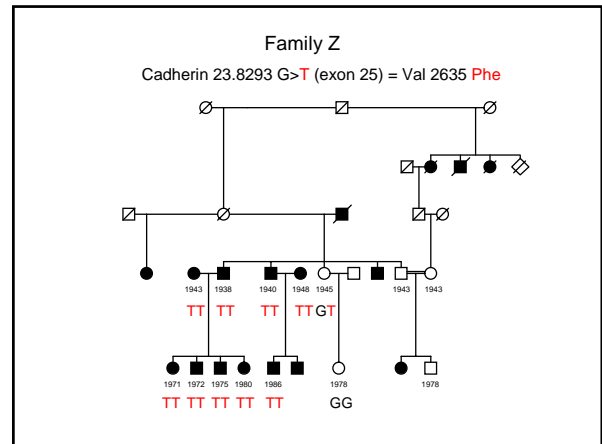 Family Z
Cadherin 23.8293 G>T (exon 25) = Val 2635 Phe
1943 1938 1940 1948 1945 1943 1943
TT TT TT TT GT
1971 1972 1975 1980 1986 1978 1978
TT TT TT TT TT GG